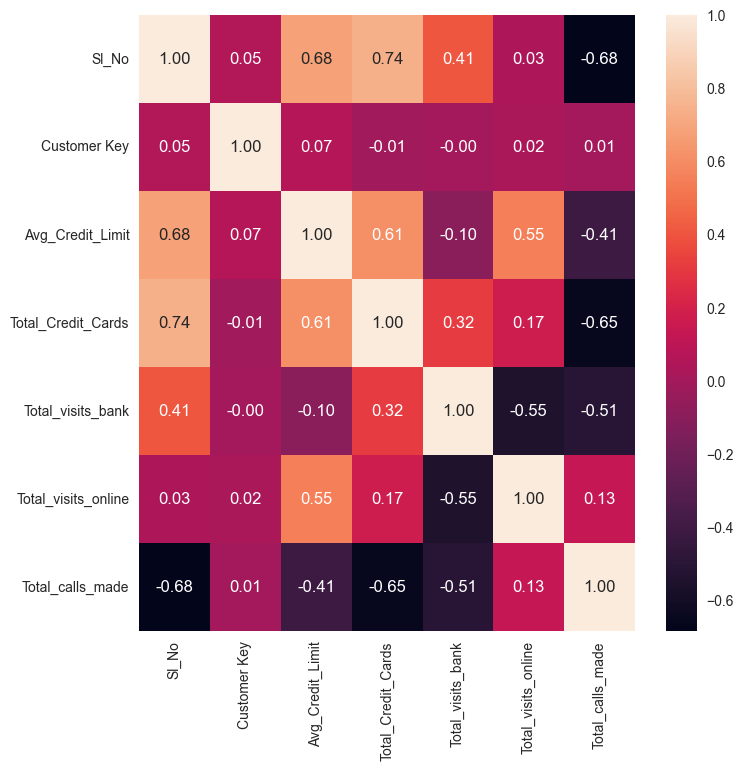 Sl_No 1.00 0.05 0.68 0.74 0.41 0.03 -0.68
Customer Key 0.05 1.00 0.07 -0.01 -0.00 0.02 0.01
Avg_Credit_Limit 0.68 0.07 1.00 0.61 -0.10 0.55 -0.41
Total_Credit_Cards 0.74 -0.01 0.61 1.00 0.32 0.17 -0.65
Total_visits_bank 0.41 -0.00 -0.10 0.32 1.00 -0.55 -0.51
Total_visits_online 0.03 0.02 0.55 0.17 -0.55 1.00 0.13
Total_calls_made -0.68 0.01 -0.41 -0.65 -0.51 0.13 1.00
Sl_No
Customer Key
Avg_Credit_Limit
Total_Credit_Cards
Total_visits_bank
Total_visits_online
Total_calls_made
1.0
0.8
0.6
0.4
0.2
0.0
−0.2
−0.4
−0.6